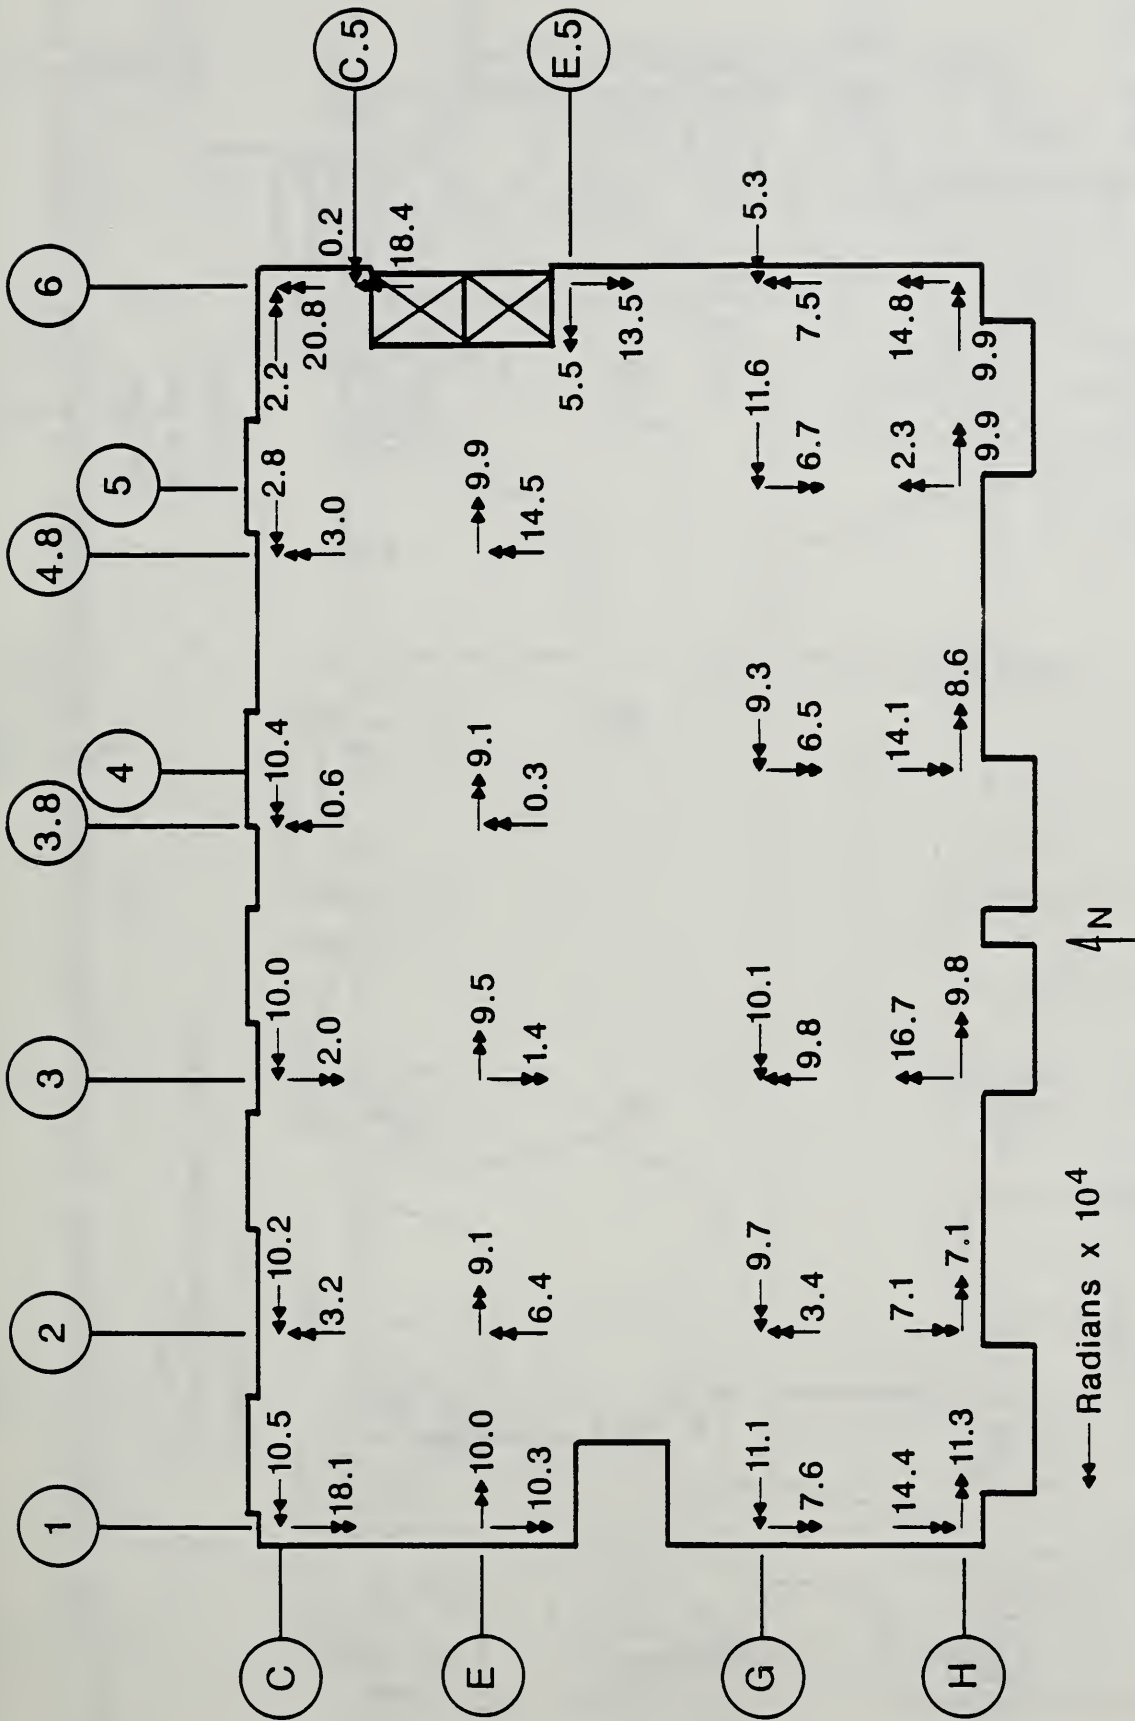 1 2 3 3.8 4.8 6
4 5
C 10.5 10.2 10.0 10.4 2.8 2.2
18.1 3.2 2.0 0.6 3.0 20.8 0.2 C.5
18.4
E 10.0 9.1 9.5 9.1 9.9
10.3 6.4 1.4 0.3 14.5 5.5 E.5
13.5
G 11.1 9.7 10.1 9.3 11.6 5.3
7.6 3.4 9.8 6.5 6.7 7.5
14.4 7.1 16.7 14.1 2.3 14.8
H 11.3 7.1 9.8 8.6 9.9 9.9
Radians x 10⁴ N